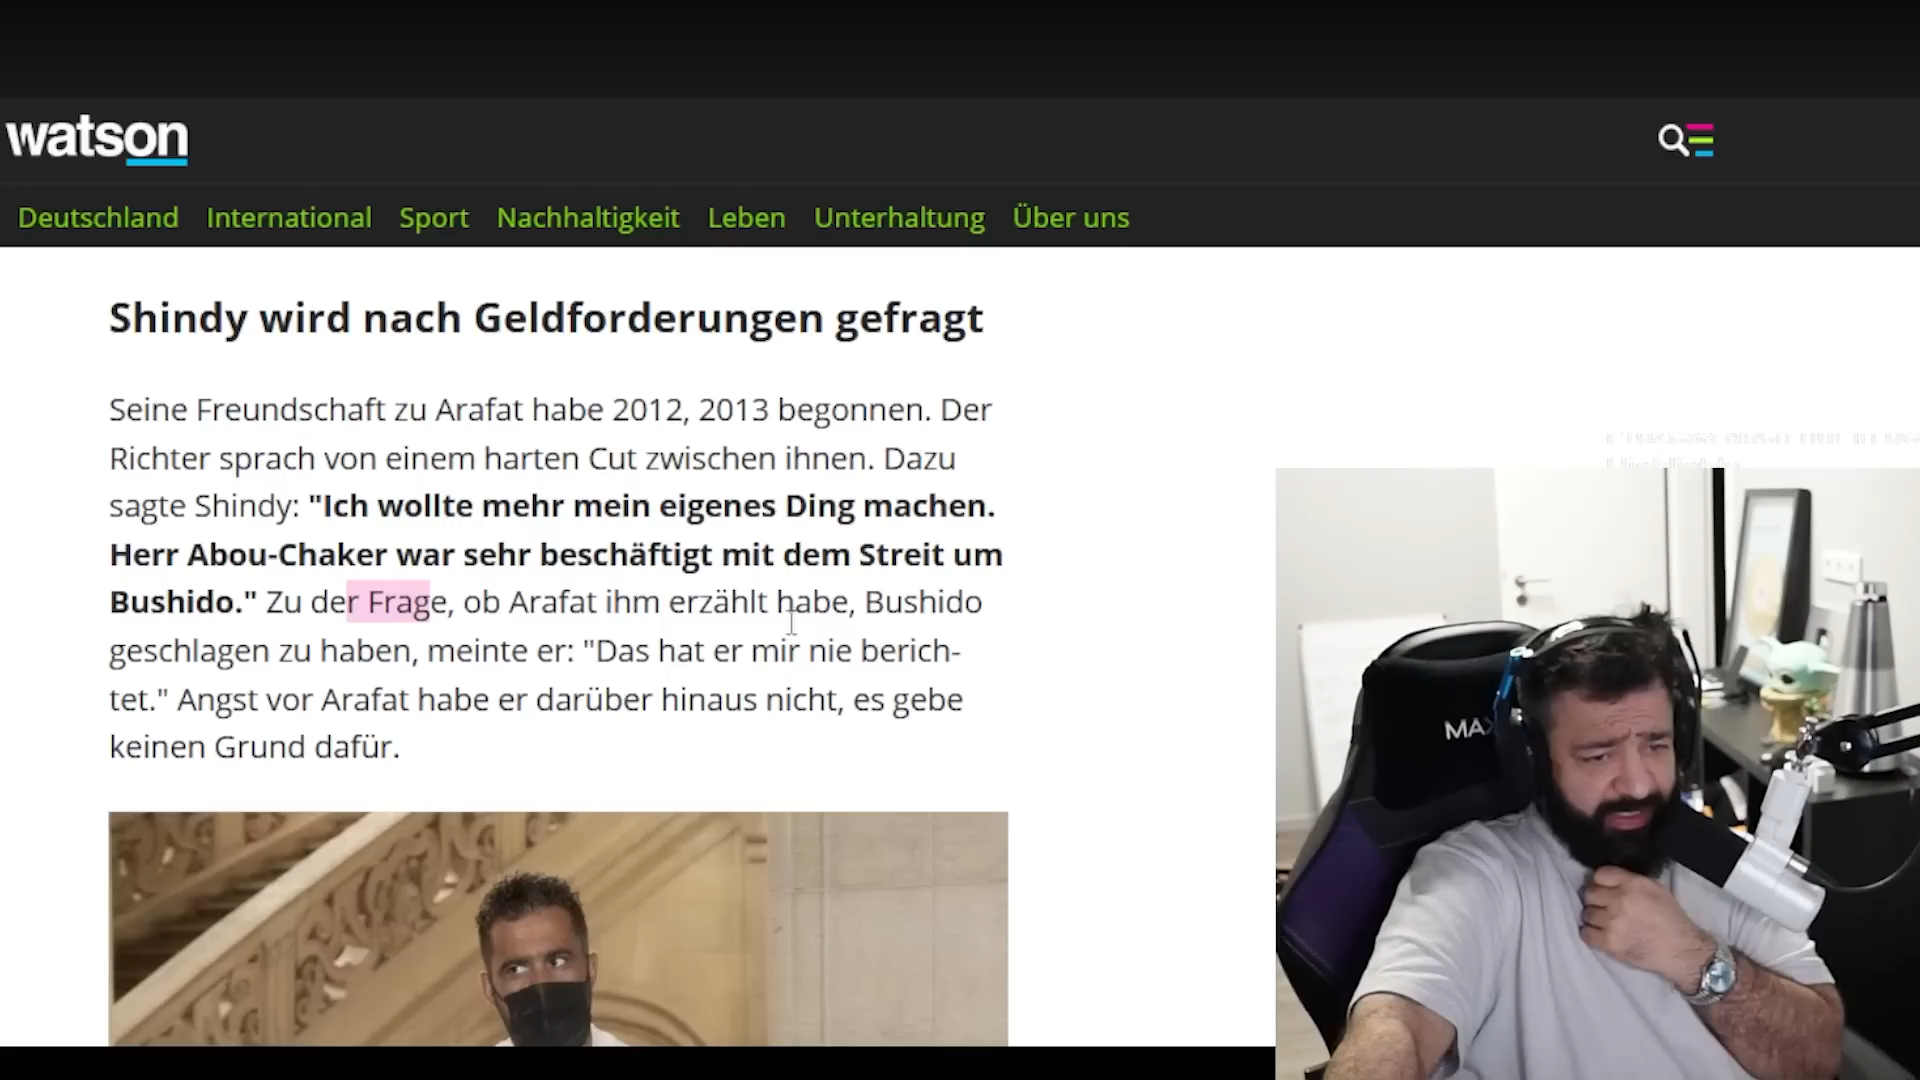 watson
Deutschland International Sport Nachhaltigkeit Leben Unterhaltung Über uns
Shindy wird nach Geldforderungen gefragt
Seine Freundschaft zu Arafat habe 2012, 2013 begonnen. Der
Richter sprach von einem harten Cut zwischen ihnen. Dazu
sagte Shindy: "Ich wollte mehr mein eigenes Ding machen.
Herr Abou-Chaker war sehr beschäftigt mit dem Streit um
Bushido." Zu der Frage, ob Arafat ihm erzählt habe, Bushido
geschlagen zu haben, meinte er: "Das hat er mir nie berich-
tet." Angst vor Arafat habe er darüber hinaus nicht, es gebe
keinen Grund dafür.